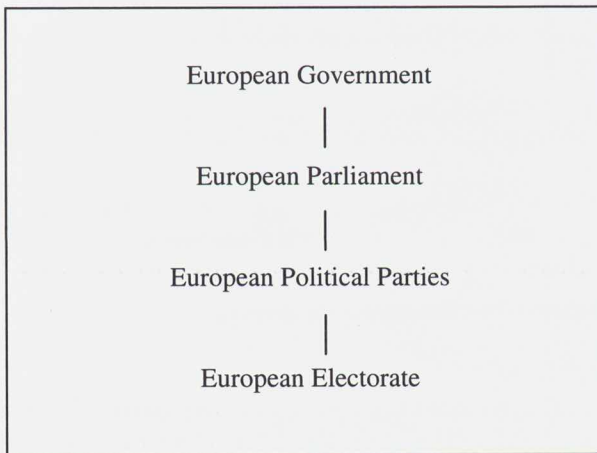 European Government
European Parliament
European Political Parties
European Electorate